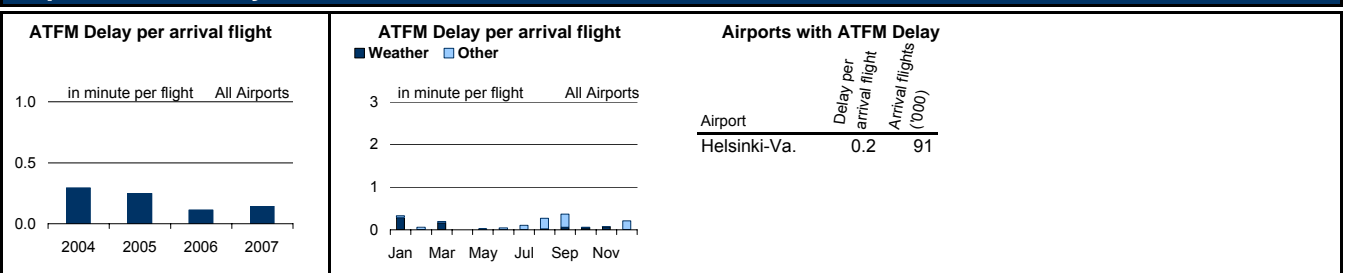 ATFM Delay per arrival flight
in minute per flight All Airports
1.0
0.5
0.0
2004 2005 2006 2007
ATFM Delay per arrival flight
Weather Other
in minute per flight All Airports
3
2
1
0
Jan Mar May Jul Sep Nov
Airports with ATFM Delay
Airport
Delay per
arrival flight
Arrival flights
('000)
Helsinki-Va. 0.2 91